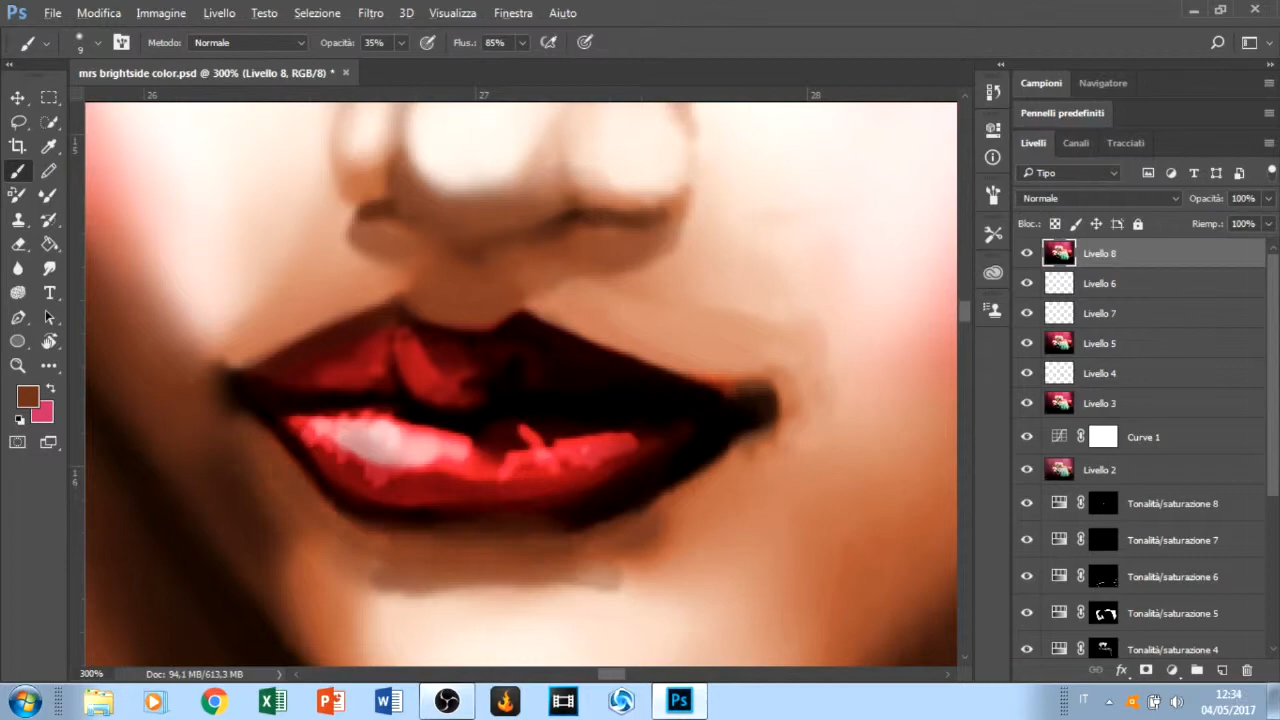 Ps File Modifica Immagine Livello Testo Selezione Filtro 3D Visualizza Finestra Aiuto
9 Metodo: Normale Opacità: 35% Flus.: 85%
mrs brightside color.psd @ 300% (Livello 8, RGB/8) * ×
26 27 28
15
16
Campioni Navigatore
Pennelli predefiniti
Livelli Canali Tracciati
Tipo
Normale Opacità: 100%
Bloc.: Riemp.: 100%
Livello 8
Livello 6
Livello 7
Livello 5
Livello 4
Livello 3
Curve 1
Livello 2
Tonalità/saturazione 8
Tonalità/saturazione 7
Tonalità/saturazione 6
Tonalità/saturazione 5
Tonalità/saturazione 4
300% Doc: 94,1 MB/613,3 MB
IT 12:34
04/05/2017